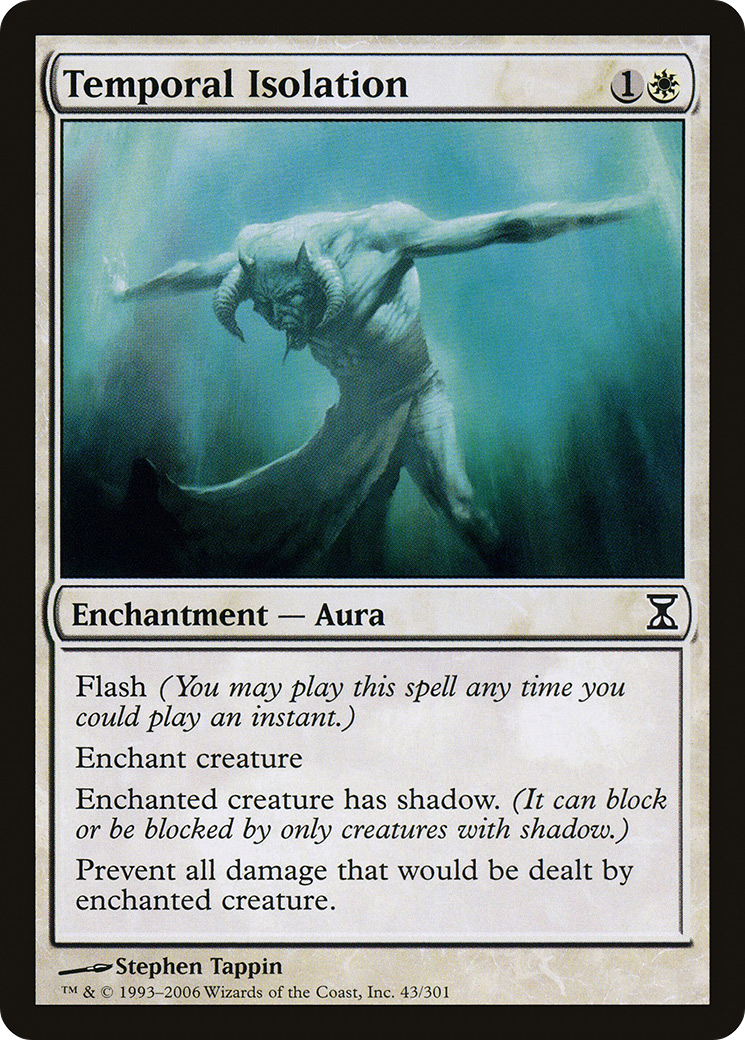 Temporal Isolation 1
Enchantment — Aura
Flash (You may play this spell any time you
could play an instant.)
Enchant creature
Enchanted creature has shadow. (It can block
or be blocked by only creatures with shadow.)
Prevent all damage that would be dealt by
enchanted creature.
Stephen Tappin
™ & © 1993–2006 Wizards of the Coast, Inc. 43/301